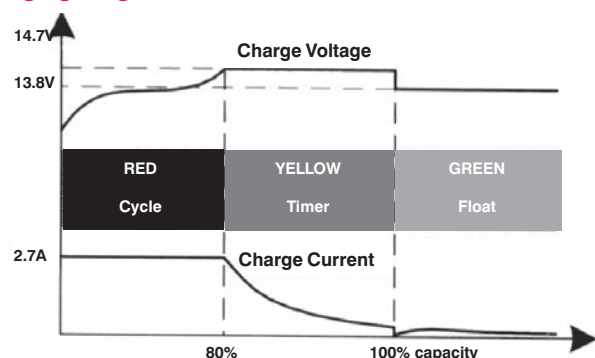 14.7V
Charge Voltage
13.8V
RED
YELLOW
GREEN
Cycle
Timer
Float
2.7A
Charge Current
80%
100% capacity